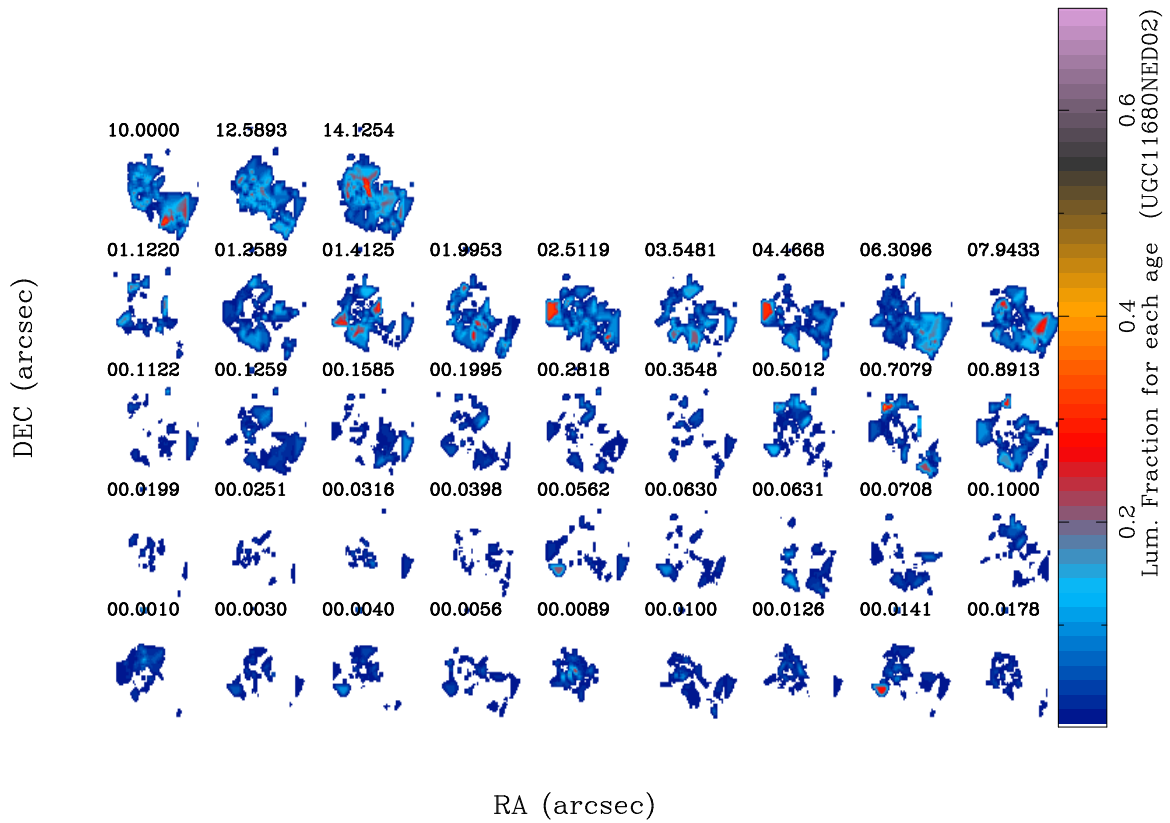 10.0000 12.5893 14.1254
01.1220 01.2589 01.4125 01.9953 02.5119 03.5481 04.4668 06.3096 07.9433
00.1122 00.1259 00.1585 00.1995 00.2818 00.3548 00.5012 00.7079 00.8913
00.0199 00.0251 00.0316 00.0398 00.0562 00.0630 00.0631 00.0708 00.1000
00.0010 00.0030 00.0040 00.0056 00.0089 00.0100 00.0126 00.0141 00.0178
DEC (arcsec)
RA (arcsec)
0.2 0.4 0.6
Lum. Fraction for each age (UGC11680NED02)